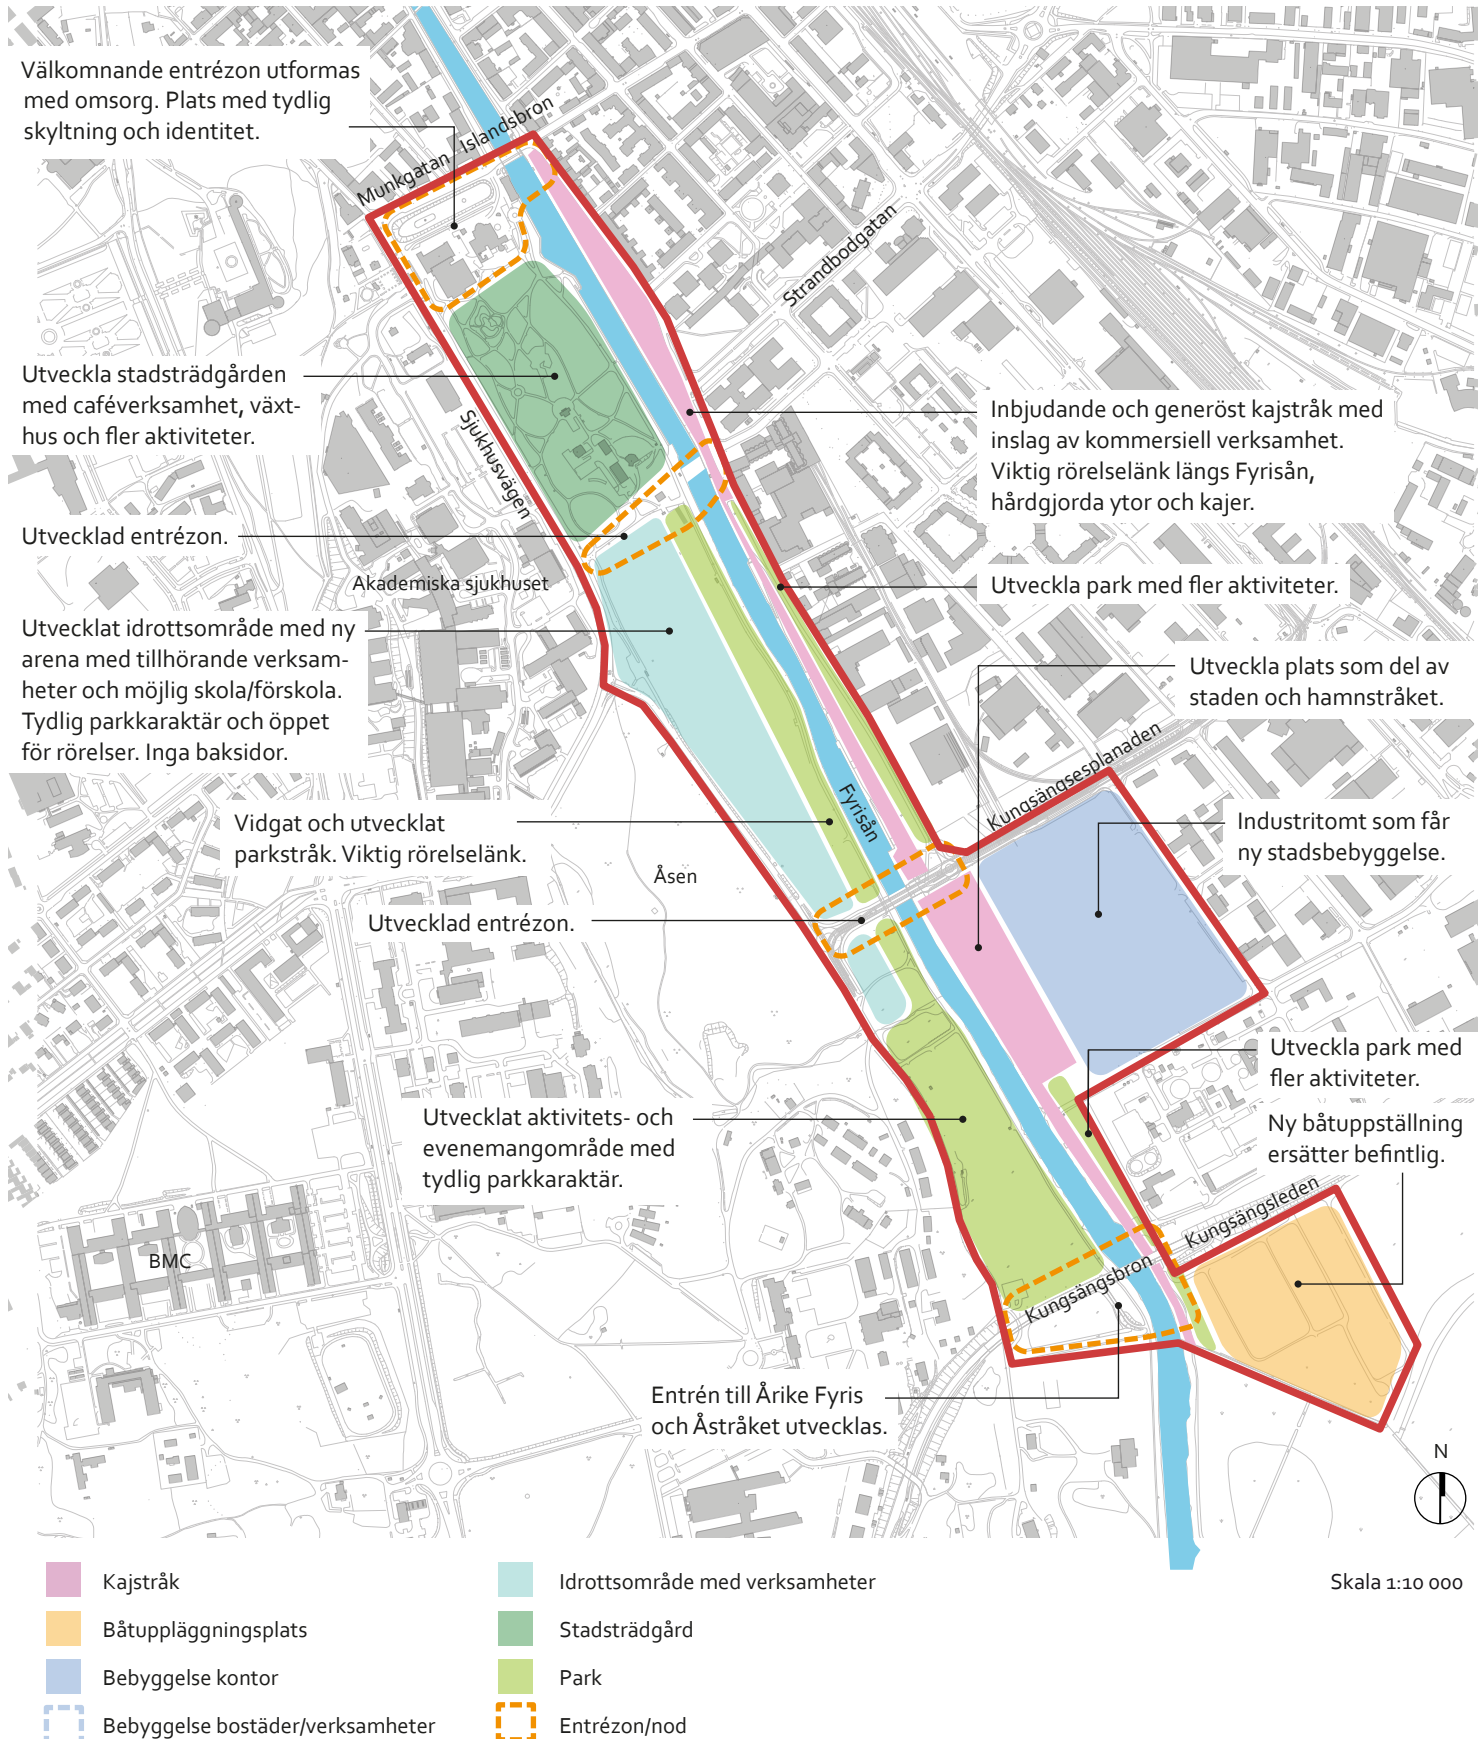 Välkomnande entrézon utformas
med omsorg. Plats med tydlig
skyltning och identitet.
Munkgatan
Islandsbron
Strandbodgatan
Utveckla stadsträdgården
med caféverksamhet, växt-
hus och fler aktiviteter.
Sjukhusvägen
Inbjudande och generöst kajstråk med
inslag av kommersiell verksamhet.
Viktig rörelselänk längs Fyrisån,
hårdgjorda ytor och kajer.
Utvecklad entrézon.
Akademiska sjukhuset
Utveckla park med fler aktiviteter.
Utvecklat idrottsområde med ny
arena med tillhörande verksam-
heter och möjlig skola/förskola.
Tydlig parkkaraktär och öppet
för rörelser. Inga baksidor.
Utveckla plats som del av
staden och hamnstråket.
Kungsängsesplanaden
Fyrisån
Vidgat och utvecklat
parkstråk. Viktig rörelselänk.
Industritomt som får
ny stadsbebyggelse.
Åsen
Utvecklad entrézon.
Utveckla park med
fler aktiviteter.
Utvecklat aktivitets- och
evenemangområde med
tydlig parkkaraktär.
Ny båtuppställning
ersätter befintlig.
Kungsängsleden
BMC
Kungsängsbron
Entrén till Årike Fyris
och Åstråket utvecklas.
N
Kajstråk
Idrottsområde med verksamheter
Skala 1:10 000
Båtuppläggningsplats
Stadsträdgård
Bebyggelse kontor
Park
Bebyggelse bostäder/verksamheter
Entrézon/nod